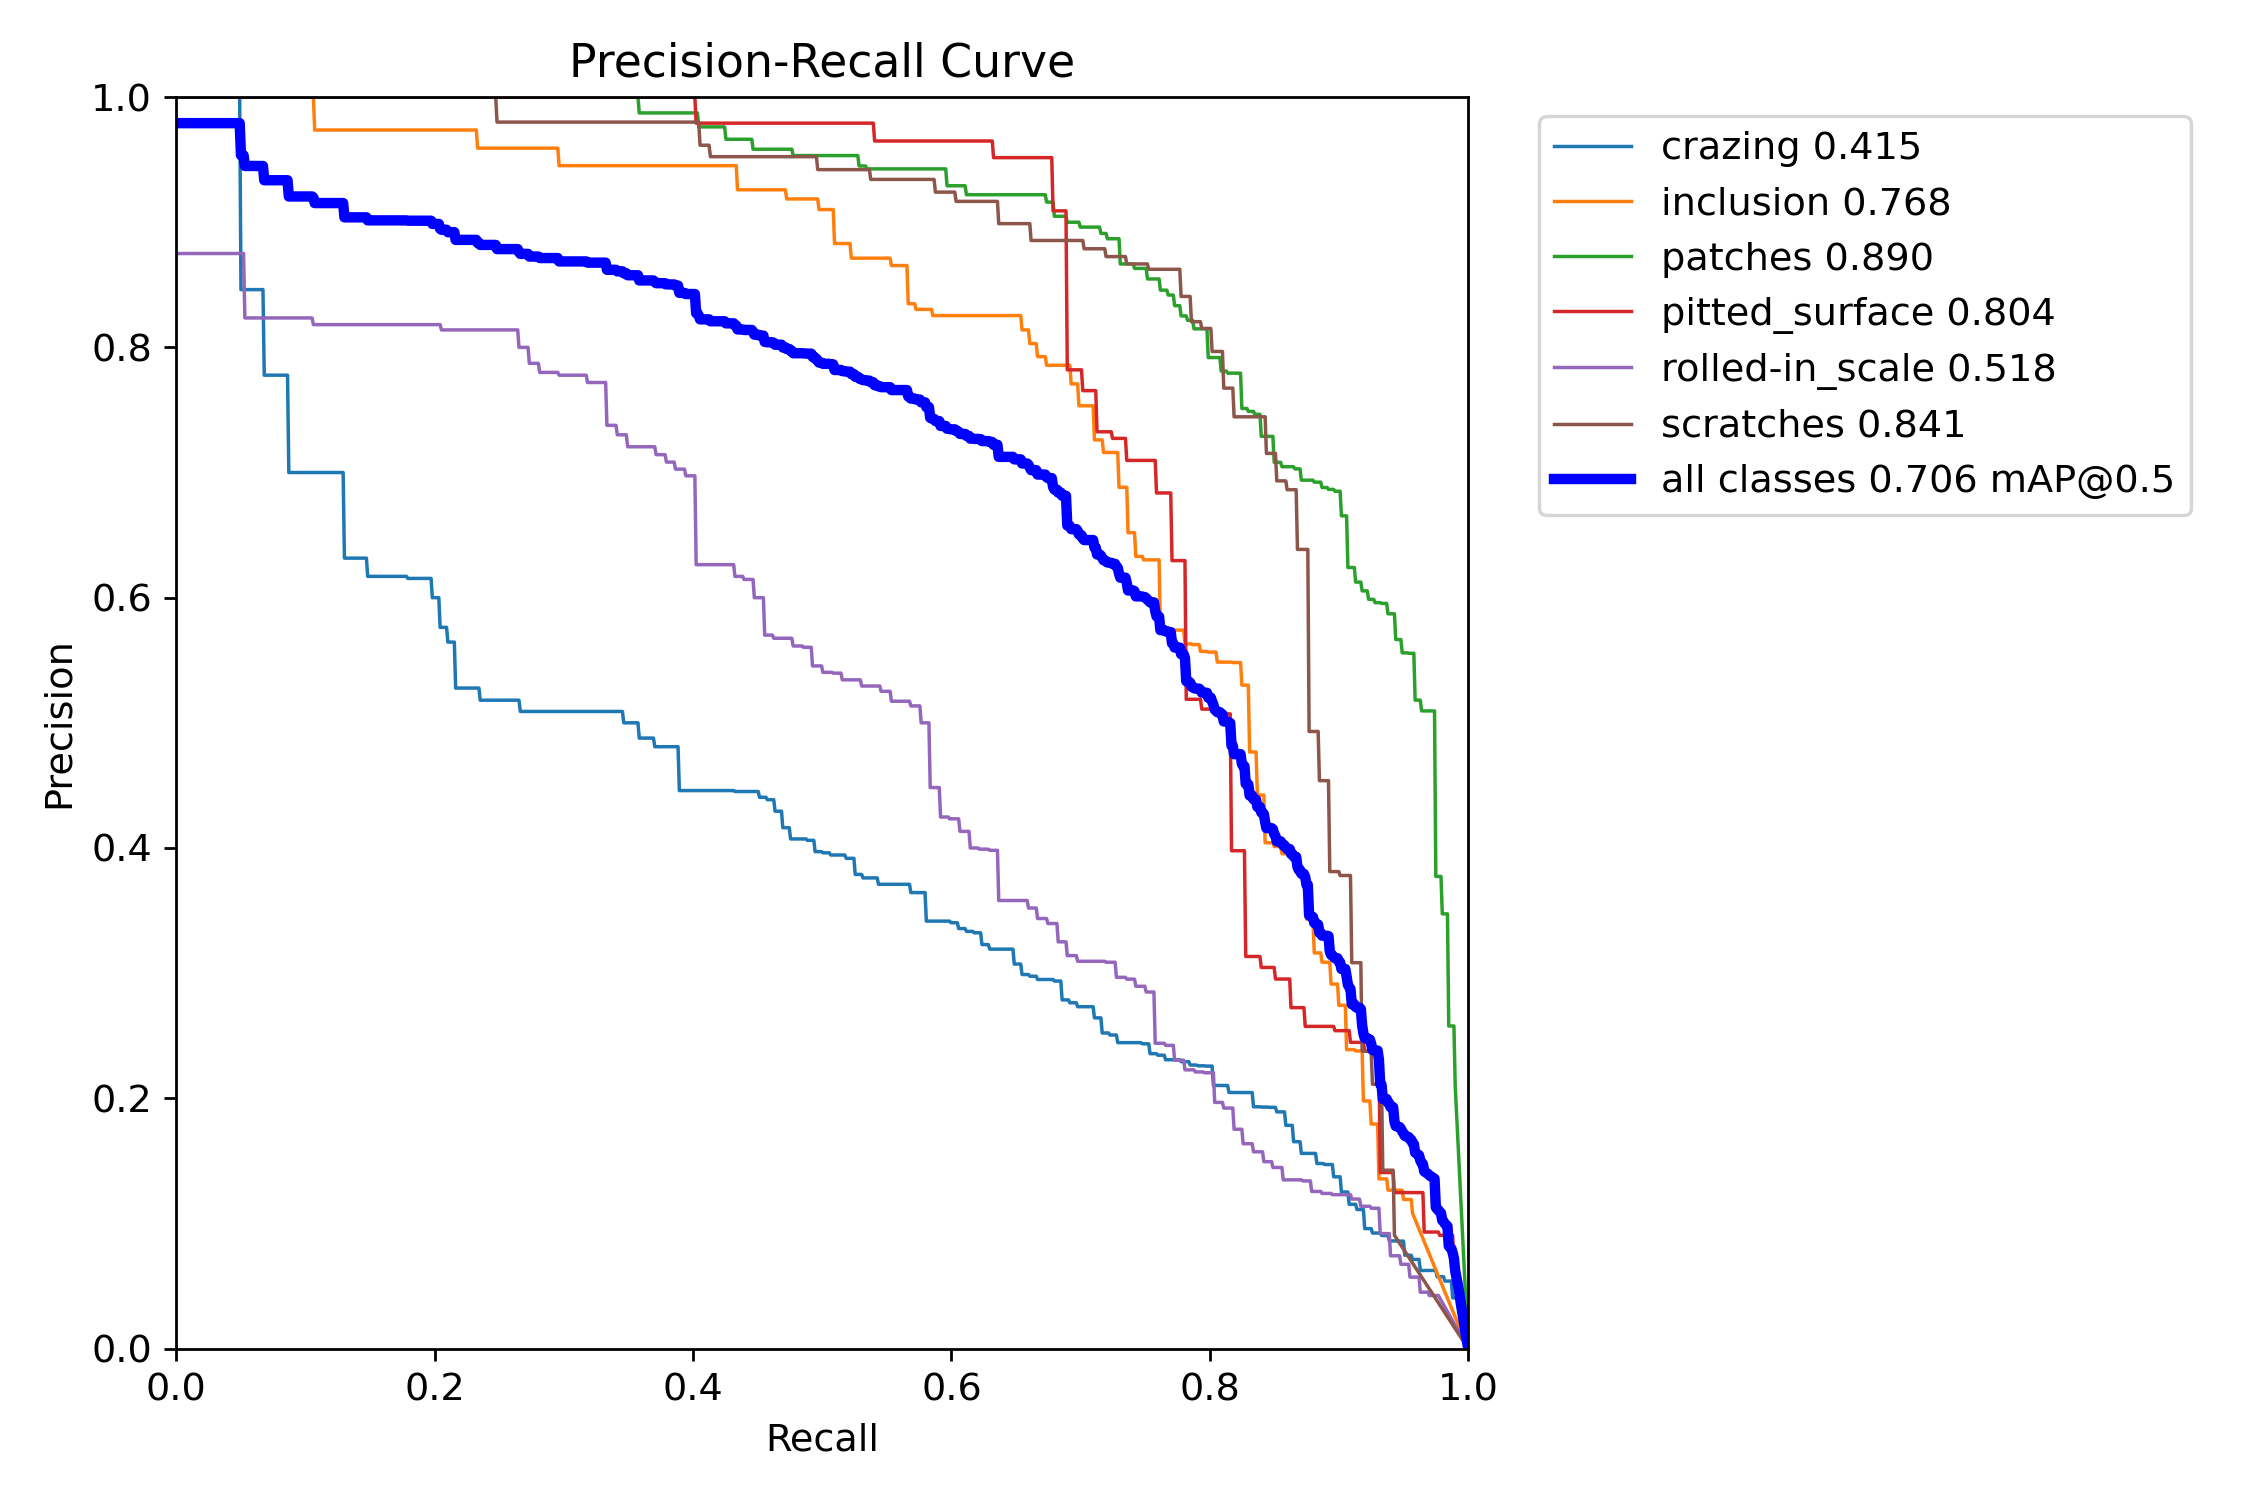 Precision-Recall Curve
1.0
0.8
0.6
0.4
0.2
0.0
Precision
0.0 0.2 0.4 0.6 0.8 1.0
Recall
crazing 0.415
inclusion 0.768
patches 0.890
pitted_surface 0.804
rolled-in_scale 0.518
scratches 0.841
all classes 0.706 mAP@0.5